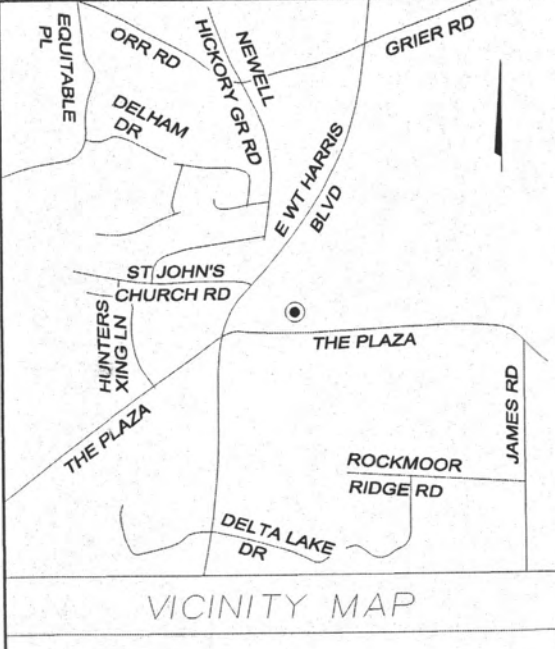 EQUITABLE
PL
ORR RD
NEWELL
HICKORY GR RD
GRIER RD
DELHAM
DR
E WT HARRIS
BLVD
ST JOHN'S
CHURCH RD
HUNTERS
XING LN
THE PLAZA
THE PLAZA
JAMES RD
ROCKMOOR
RIDGE RD
DELTA LAKE
DR
VICINITY MAP